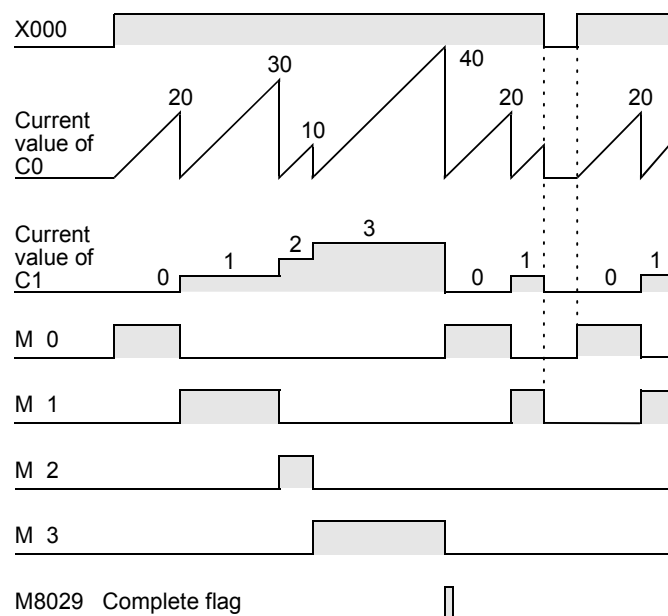 X000
30
40
20
20
20
10
Current
value of
C0
Current
value of
C1
0
1
2
3
0
1
0
1
M 0
M 1
M 2
M 3
M8029 Complete flag